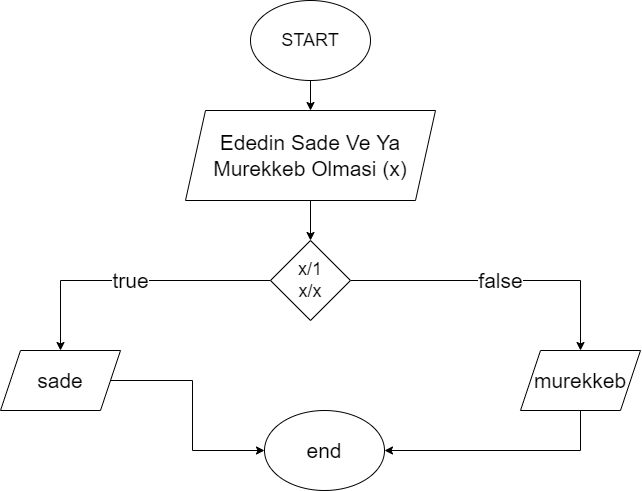 START
Ededin Sade Ve Ya
Murekkeb Olmasi (x)
x/1
x/x
true
false
sade
murekkeb
end